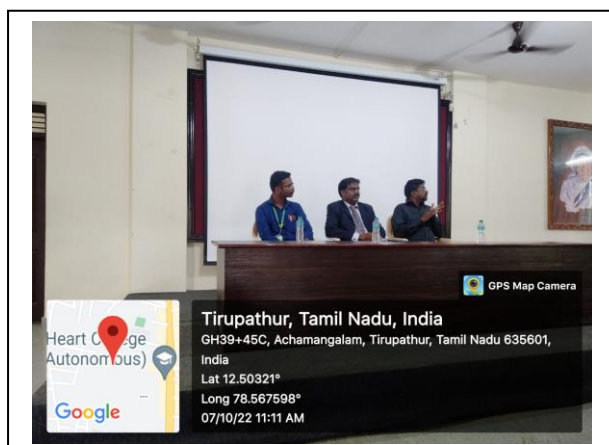 GPS Map Camera
Heart C ege
Autonomous)
Google
Tirupathur, Tamil Nadu, India
GH39+45C, Achamangalam, Tirupathur, Tamil Nadu 635601,
India
Lat 12.50321°
Long 78.567598°
07/10/22 11:11 AM